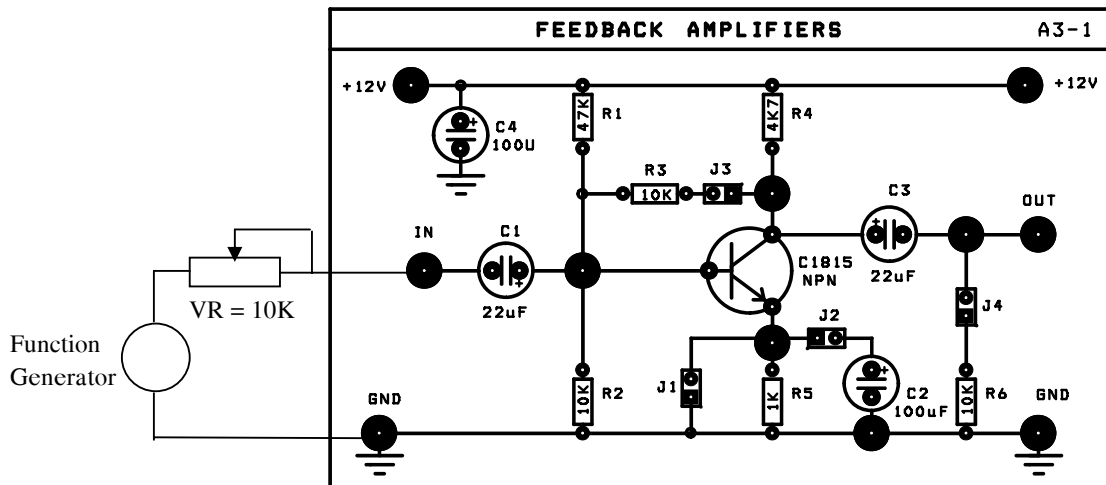 FEEDBACK AMPLIFIERS A3-1
+12V +12V
C4
100U
47K R1
4K7 R4
R3 J3
10K
C3
OUT
IN C1
C1815
NPN
22uF
22uF
VR = 10K
J2
J4
Function
Generator
GND
10K R2
J1
1K R5
C2
100uF
10K R6
GND